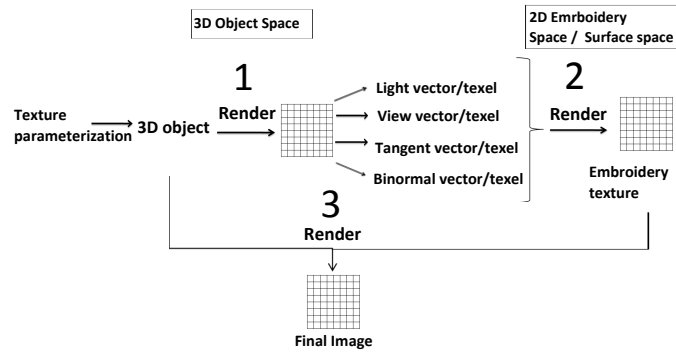 3D Object Space
2D Emrboidery
Space / Surface space
1
Render
Texture
parameterization
3D object
Light vector/texel
View vector/texel
Tangent vector/texel
Binormal vector/texel
2
Render
Embroidery
texture
3
Render
Final Image